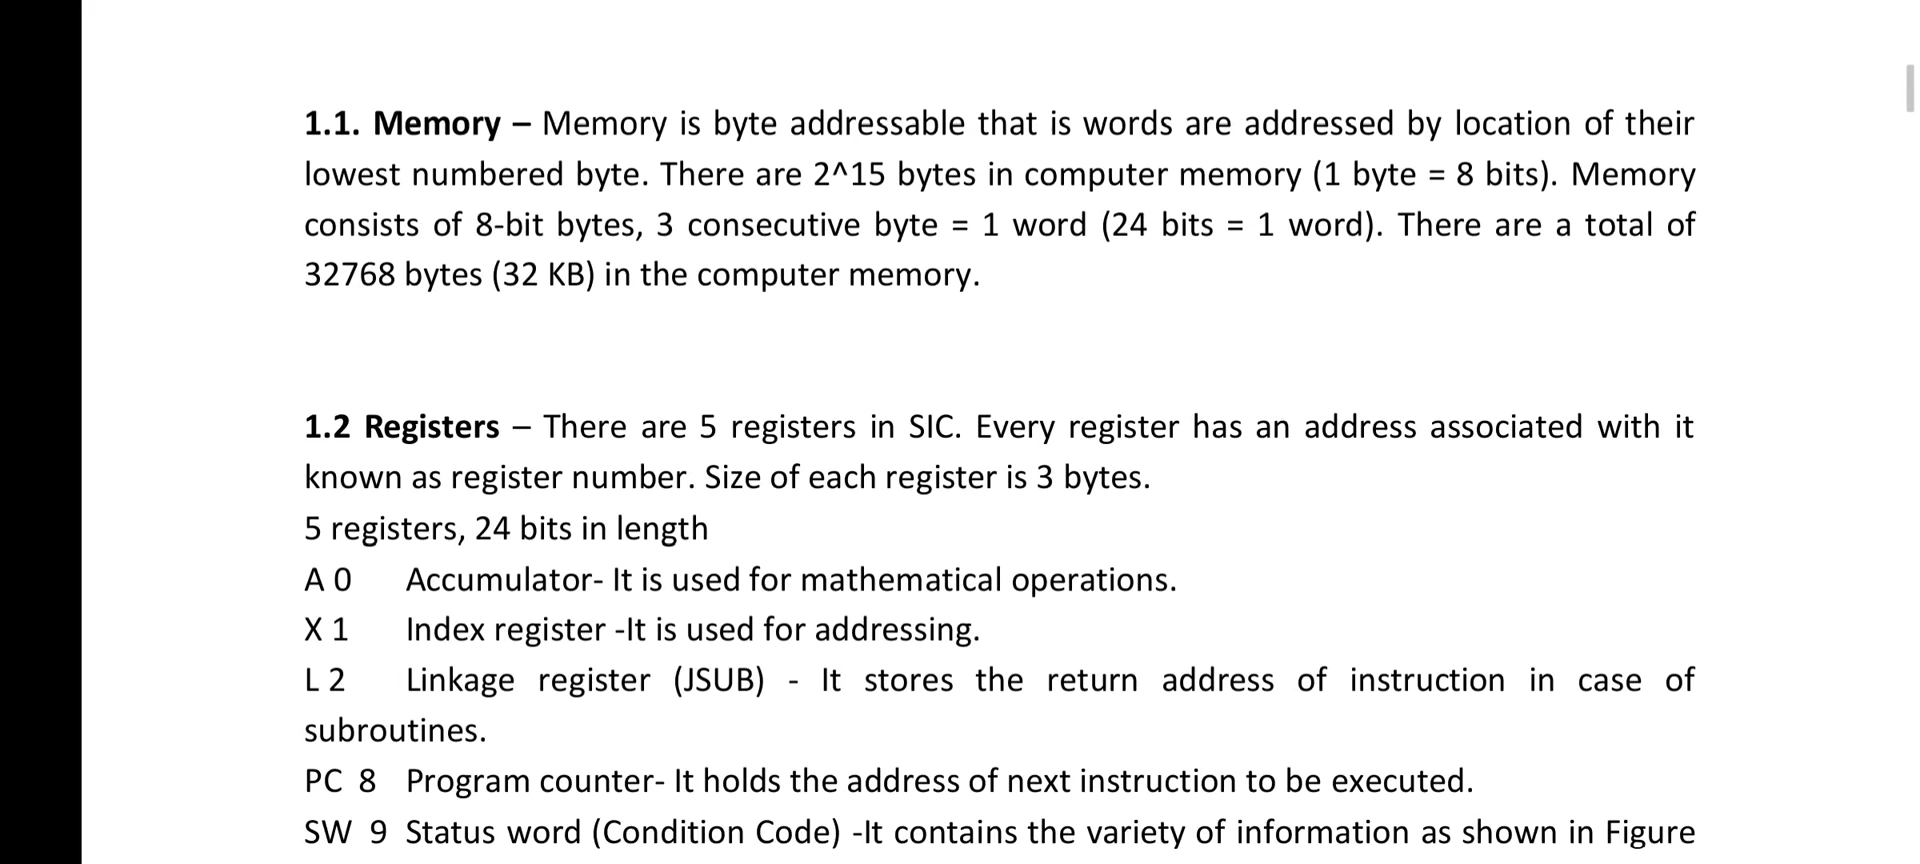 1.1. Memory – Memory is byte addressable that is words are addressed by location of their
lowest numbered byte. There are 2^15 bytes in computer memory (1 byte = 8 bits). Memory
consists of 8-bit bytes, 3 consecutive byte = 1 word (24 bits = 1 word). There are a total of
32768 bytes (32 KB) in the computer memory.
1.2 Registers – There are 5 registers in SIC. Every register has an address associated with it
known as register number. Size of each register is 3 bytes.
5 registers, 24 bits in length
A 0 Accumulator- It is used for mathematical operations.
X 1 Index register -It is used for addressing.
L 2 Linkage register (JSUB) - It stores the return address of instruction in case of
subroutines.
PC 8 Program counter- It holds the address of next instruction to be executed.
SW 9 Status word (Condition Code) -It contains the variety of information as shown in Figure